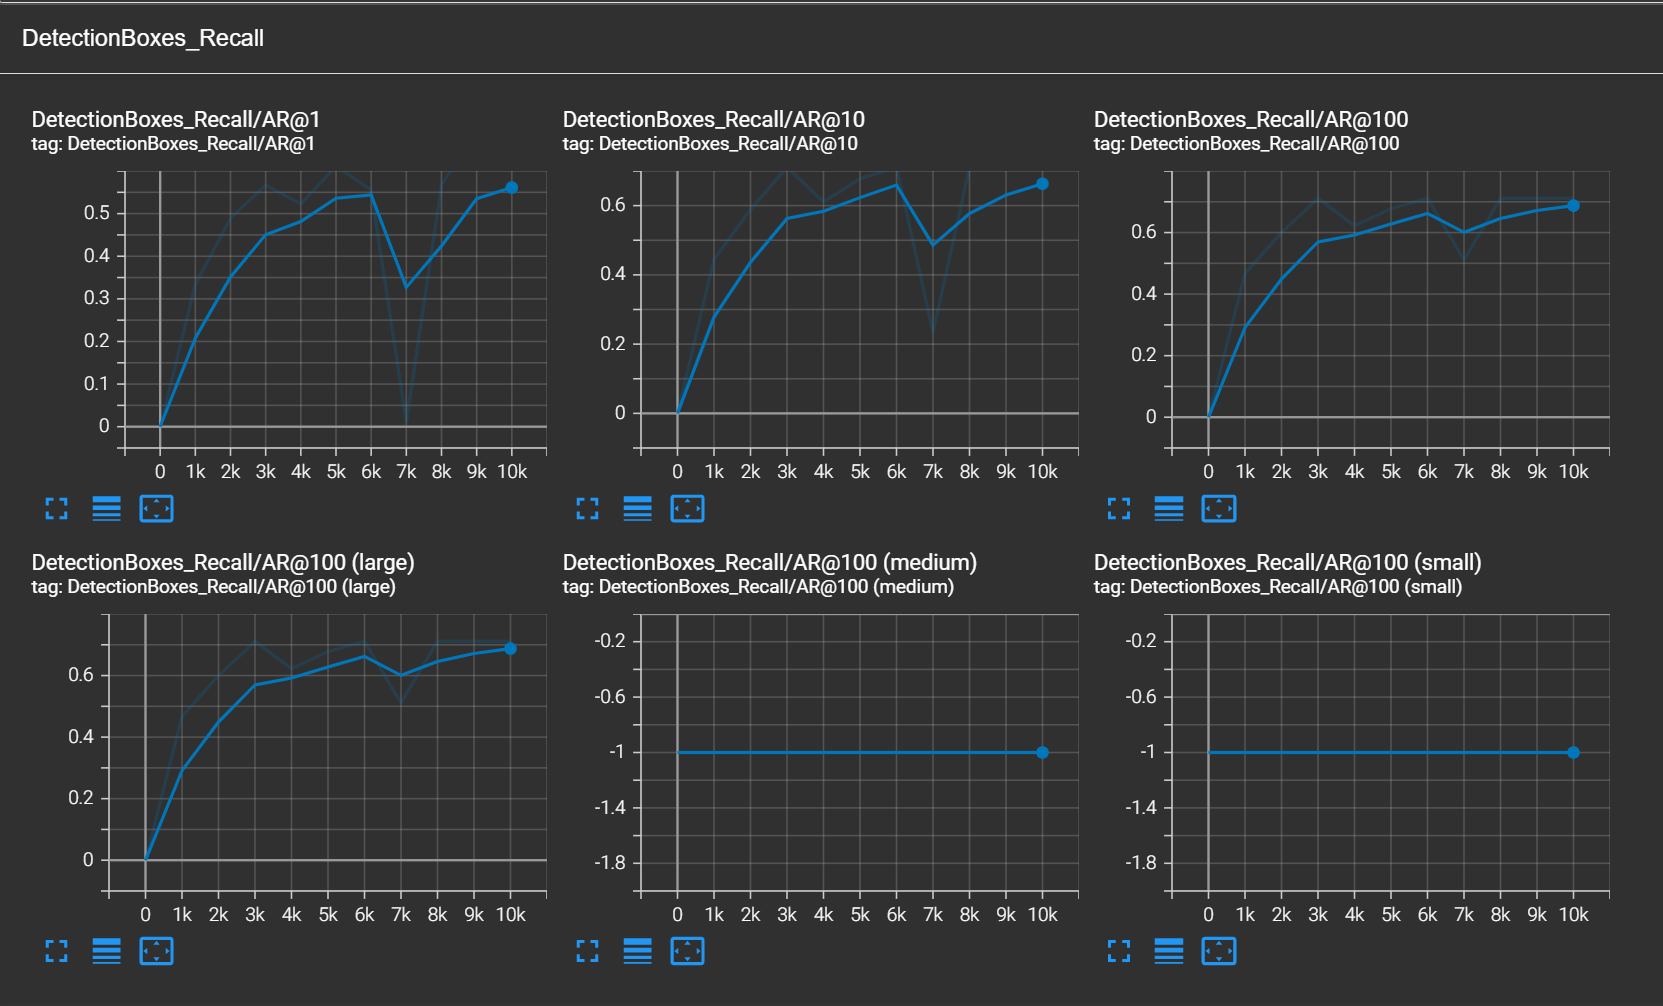 DetectionBoxes_Recall
DetectionBoxes_Recall/AR@1
tag: DetectionBoxes_Recall/AR@1
0.5
0.4
0.3
0.2
0.1
0
0 1k 2k 3k 4k 5k 6k 7k 8k 9k 10k
DetectionBoxes_Recall/AR@10
tag: DetectionBoxes_Recall/AR@10
0.6
0.4
0.2
0
0 1k 2k 3k 4k 5k 6k 7k 8k 9k 10k
DetectionBoxes_Recall/AR@100
tag: DetectionBoxes_Recall/AR@100
0.6
0.4
0.2
0
0 1k 2k 3k 4k 5k 6k 7k 8k 9k 10k
DetectionBoxes_Recall/AR@100 (large)
tag: DetectionBoxes_Recall/AR@100 (large)
0.6
0.4
0.2
0
0 1k 2k 3k 4k 5k 6k 7k 8k 9k 10k
DetectionBoxes_Recall/AR@100 (medium)
tag: DetectionBoxes_Recall/AR@100 (medium)
-0.2
-0.6
-1
-1.4
-1.8
0 1k 2k 3k 4k 5k 6k 7k 8k 9k 10k
DetectionBoxes_Recall/AR@100 (small)
tag: DetectionBoxes_Recall/AR@100 (small)
-0.2
-0.6
-1
-1.4
-1.8
0 1k 2k 3k 4k 5k 6k 7k 8k 9k 10k